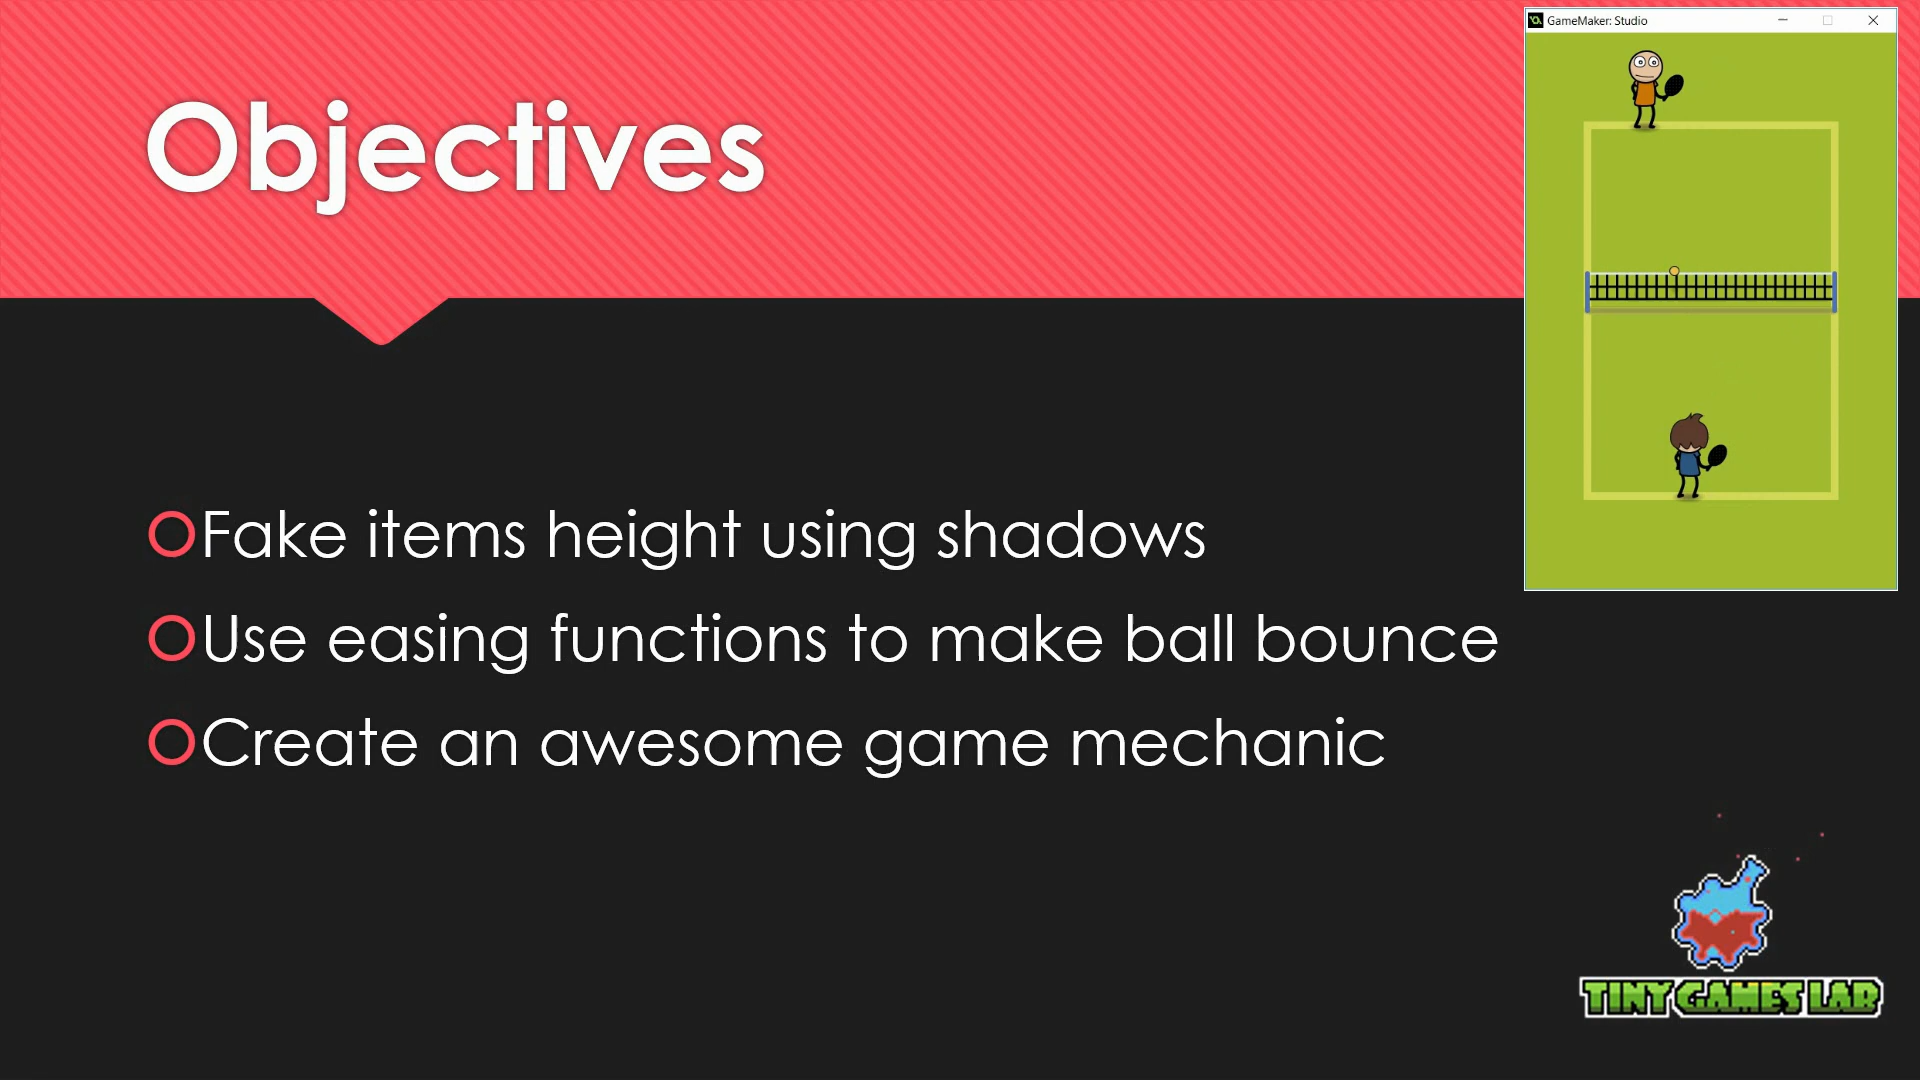 Objectives
GameMaker: Studio
Fake items height using shadows
Use easing functions to make ball bounce
Create an awesome game mechanic
TINY GAMES LAB